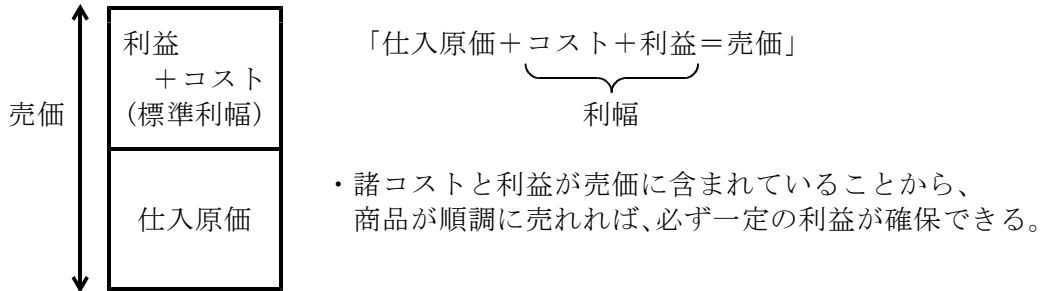 売価
利益
＋コスト
(標準利幅)
仕入原価
「仕入原価＋コスト＋利益＝売価」
利幅
・諸コストと利益が売価に含まれていることから、
商品が順調に売れれば、必ず一定の利益が確保できる。